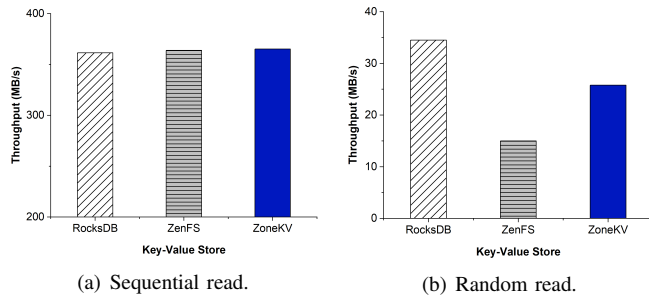 400
300
200
Throughput (MB/s)
RocksDB ZenFS ZoneKV
Key-Value Store
(a) Sequential read.
40
30
20
10
0
Throughput (MB/s)
RocksDB ZenFS ZoneKV
Key-Value Store
(b) Random read.